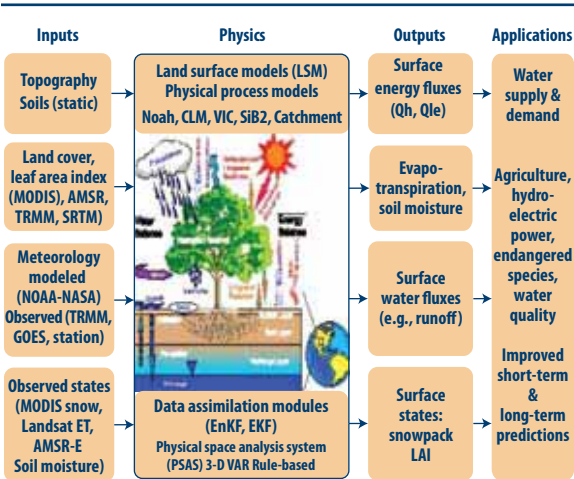 Inputs
Physics
Outputs
Applications
Topography
Soils (static)
Land cover,
leaf area index
(MODIS), AMSR,
TRMM, SRTM)
Meteorology
modeled
(NOAA-NASA)
Observed (TRMM,
GOES, station)
Observed states
(MODIS snow,
Landsat ET,
AMSR-E
Soil moisture)
Land surface models (LSM)
Physical process models
Noah, CLM, VIC, SiB2, Catchment
Energy
Balance
Data assimilation modules
(EnKF, EKF)
Physical space analysis system
(PSAS) 3-D VAR Rule-based
Surface
energy fluxes
(Qh, Qle)
Evapo-
transpiration,
soil moisture
Surface
water fluxes
(e.g., runoff)
Surface
states:
snowpack
LAI
Water
supply &
demand
Agriculture,
hydro-
electric
power,
endangered
species,
water
quality
Improved
short-term
&
long-term
predictions